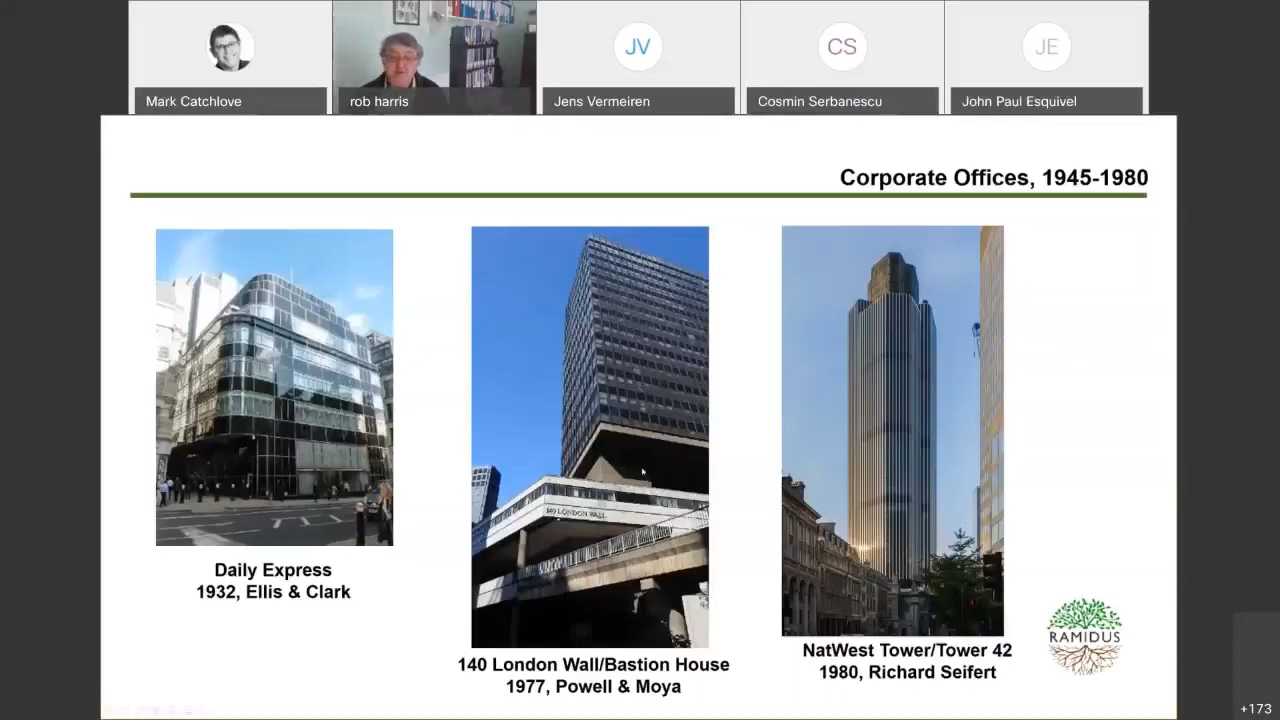 JV
CS
JE
Mark Catchlove
rob harris
Jens Vermeiren
Cosmin Serbanescu
John Paul Esquivel
Corporate Offices, 1945-1980
140 LONDON WALL
Daily Express
1932, Ellis & Clark
140 London Wall/Bastion House
1977, Powell & Moya
NatWest Tower/Tower 42
1980, Richard Seifert
RAMIDUS
+173